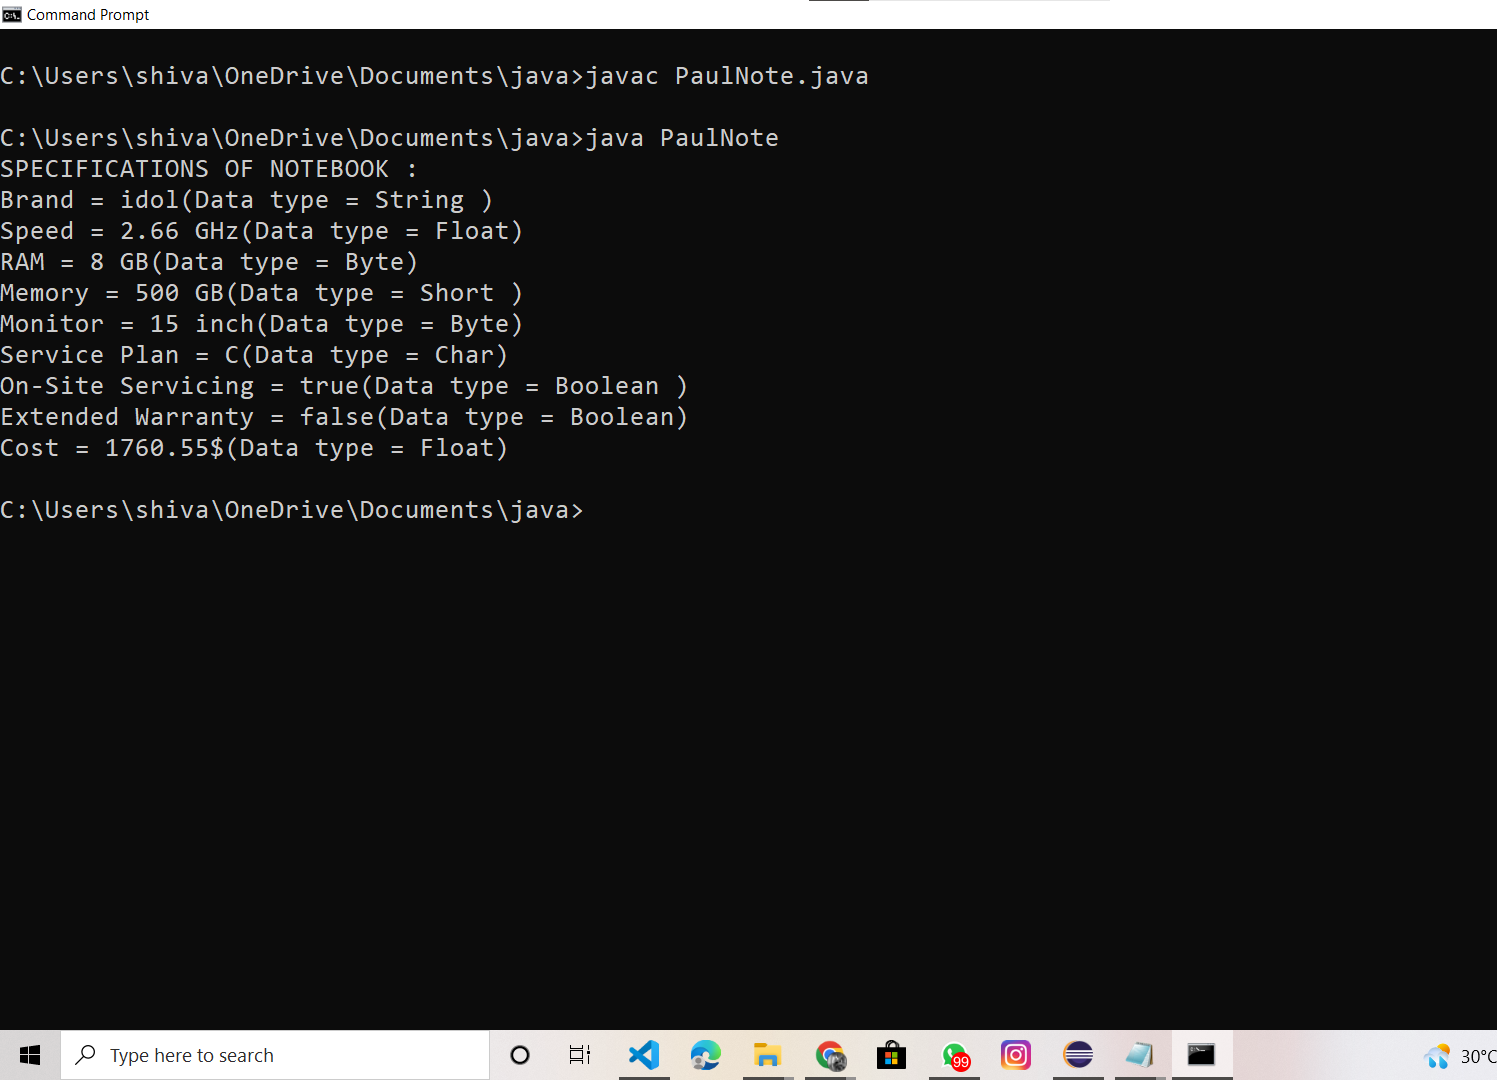 Command Prompt
C:\Users\shiva\OneDrive\Documents\java>javac PaulNote.java
C:\Users\shiva\OneDrive\Documents\java>java PaulNote
SPECIFICATIONS OF NOTEBOOK :
Brand = idol(Data type = String )
Speed = 2.66 GHz(Data type = Float)
RAM = 8 GB(Data type = Byte)
Memory = 500 GB(Data type = Short )
Monitor = 15 inch(Data type = Byte)
Service Plan = C(Data type = Char)
On-Site Servicing = true(Data type = Boolean )
Extended Warranty = false(Data type = Boolean)
Cost = 1760.55$(Data type = Float)
C:\Users\shiva\OneDrive\Documents\java>
Type here to search
99
30°C